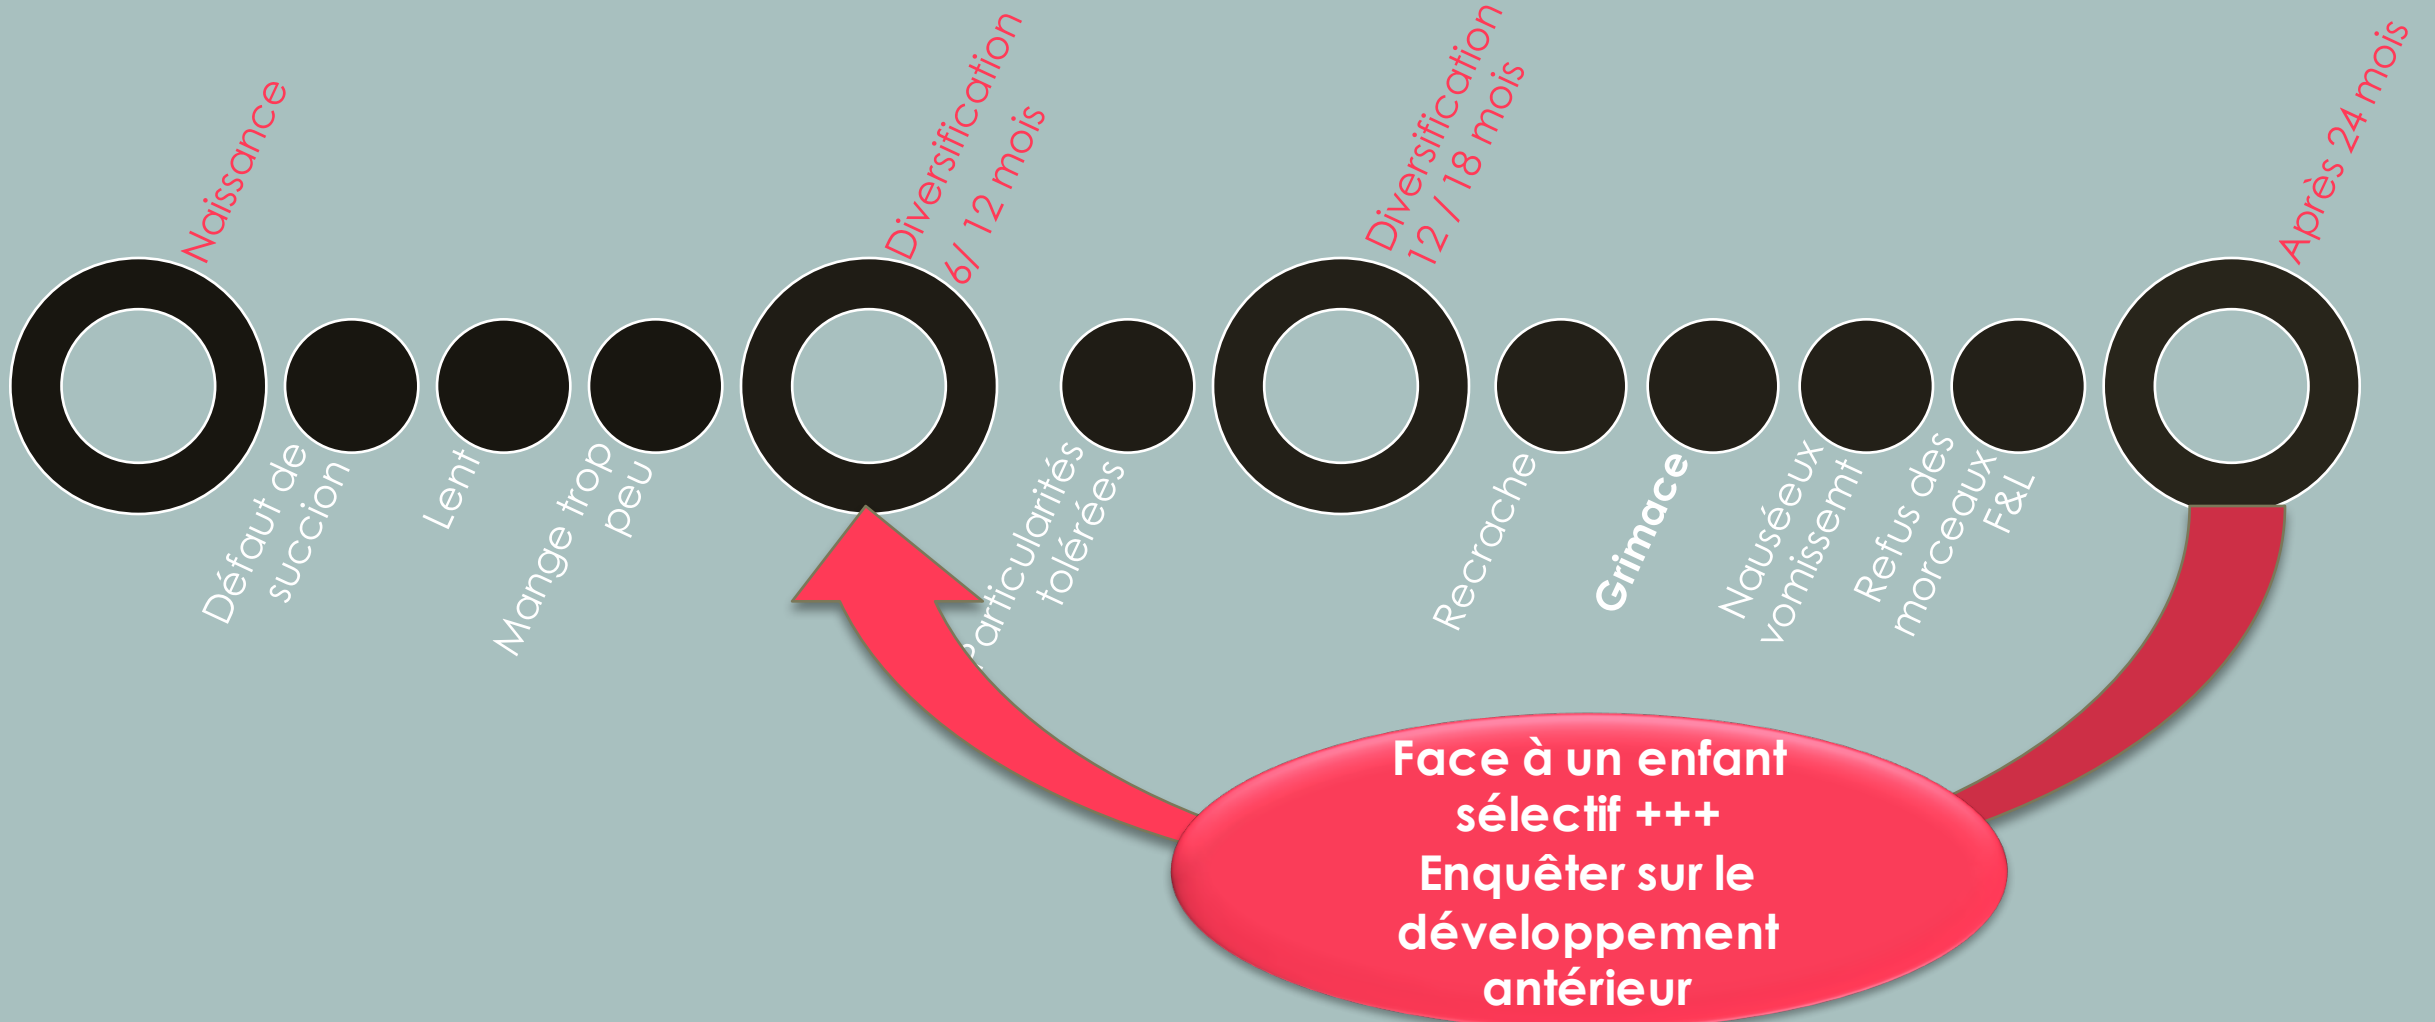 Naissance
Défaut de
succion
Lent
Mange trop
peu
Diversification
6/ 12 mois
Particularités
tolérées
Diversification
12 / 18 mois
Recrache
Grimace
Nauséeux
vomissemt
Refus des
morceaux
F&L
Après 24 mois
Face à un enfant
sélectif +++
Enquêter sur le
développement
antérieur